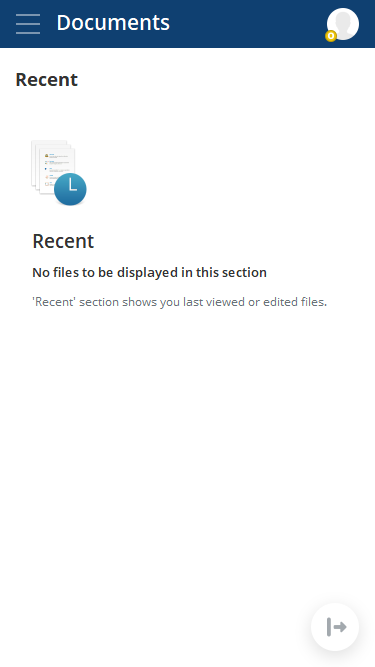 Documents
Recent
Recent
No files to be displayed in this section
'Recent' section shows you last viewed or edited files.